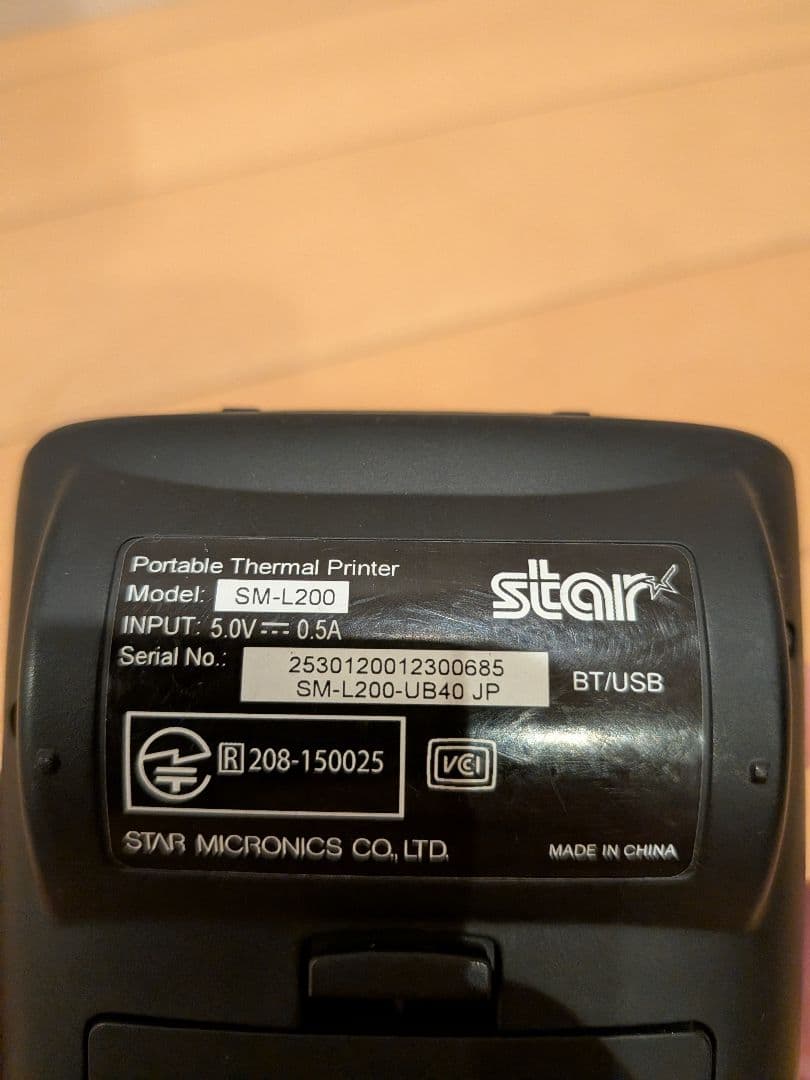 Portable Thermal Printer
star
Model: SM-L200
INPUT: 5.0V⎓ 0.5A
Serial No.: 2530120012300685
SM-L200-UB40 JP
BT/USB
R 208-150025
VCI
STAR MICRONICS CO., LTD.
MADE IN CHINA